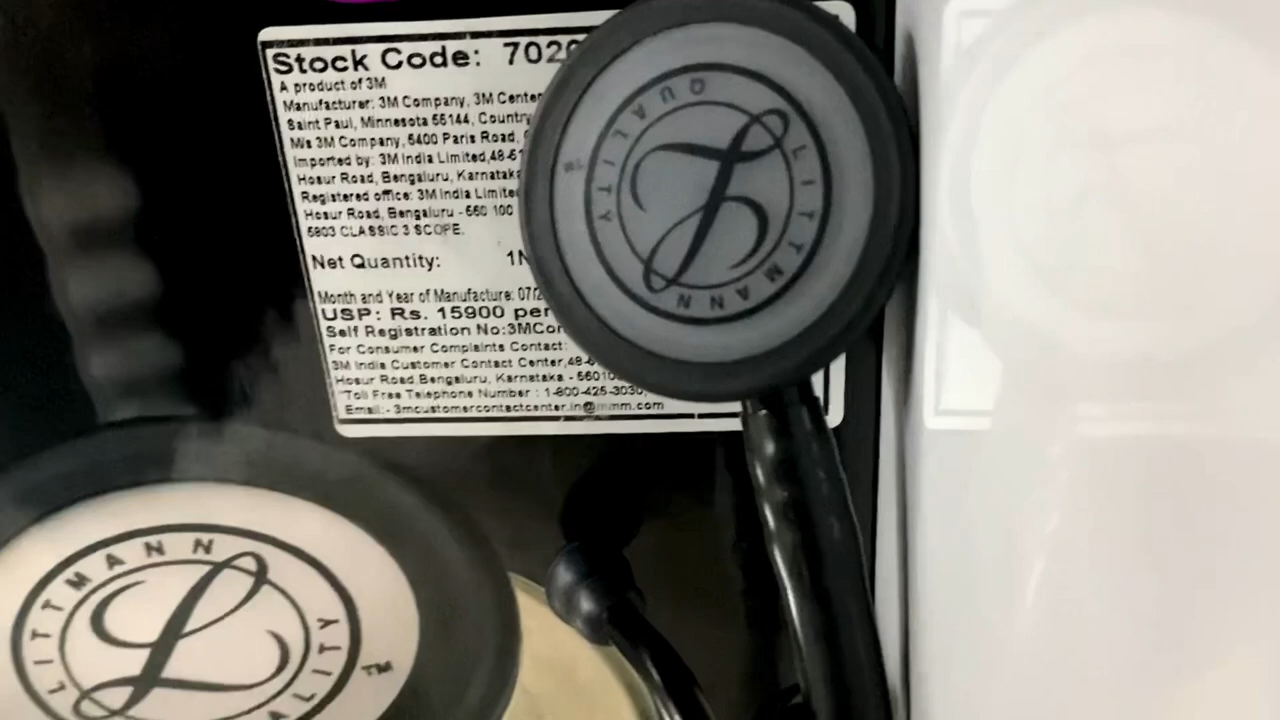 Stock Code: 702
A product of 3M
Manufacturer: 3M Company, 3M Center
Saint Paul, Minnesota 55144, Country
M/s 3M Company, 5400 Paris Road,
Imported by: 3M India Limited,48-51
Hosur Road, Bengaluru, Karnataka
Registered office: 3M India Limited
Hosur Road, Bengaluru - 560 100
5803 CLASSIC 3 SCOPE.
Net Quantity: 1N
Month and Year of Manufacture: 07/2
USP: Rs. 15900 per
Self Registration No:3MCor
For Consumer Complaints Contact:
3M India Customer Contact Center,48-
Hosur Road,Bengaluru, Karnataka - 56010
"Toll Free Telephone Number : 1-800-425-3030,
Email:- 3mcustomercontactcenter.in@mmm.com
LITTMANN QUALITY TM
LITTMANN QUALITY TM